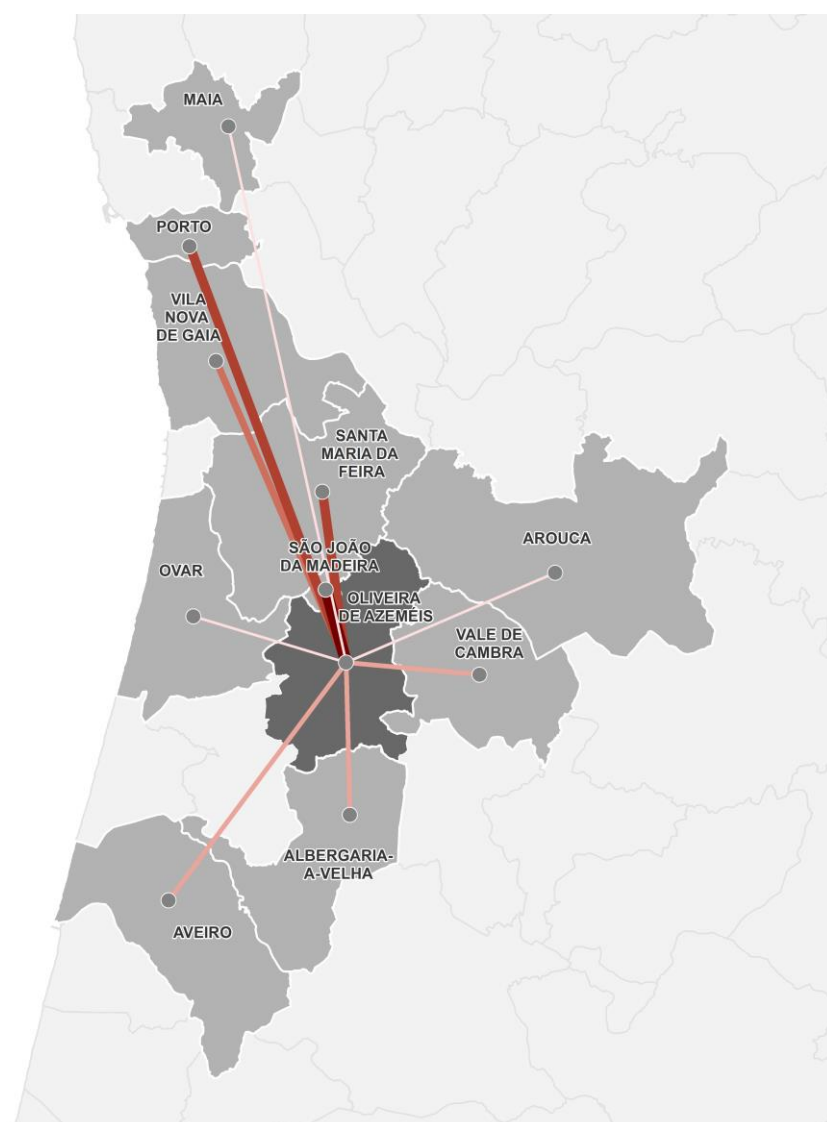 MAIA
PORTO
VILA
NOVA
DE GAIA
SANTA
MARIA DA
FEIRA
AROUCA
SÃO JOÃO
DA MADEIRA
OVAR
OLIVEIRA
DE AZEMÉIS
VALE DE
CAMBRA
ALBERGARIA-
A-VELHA
AVEIRO